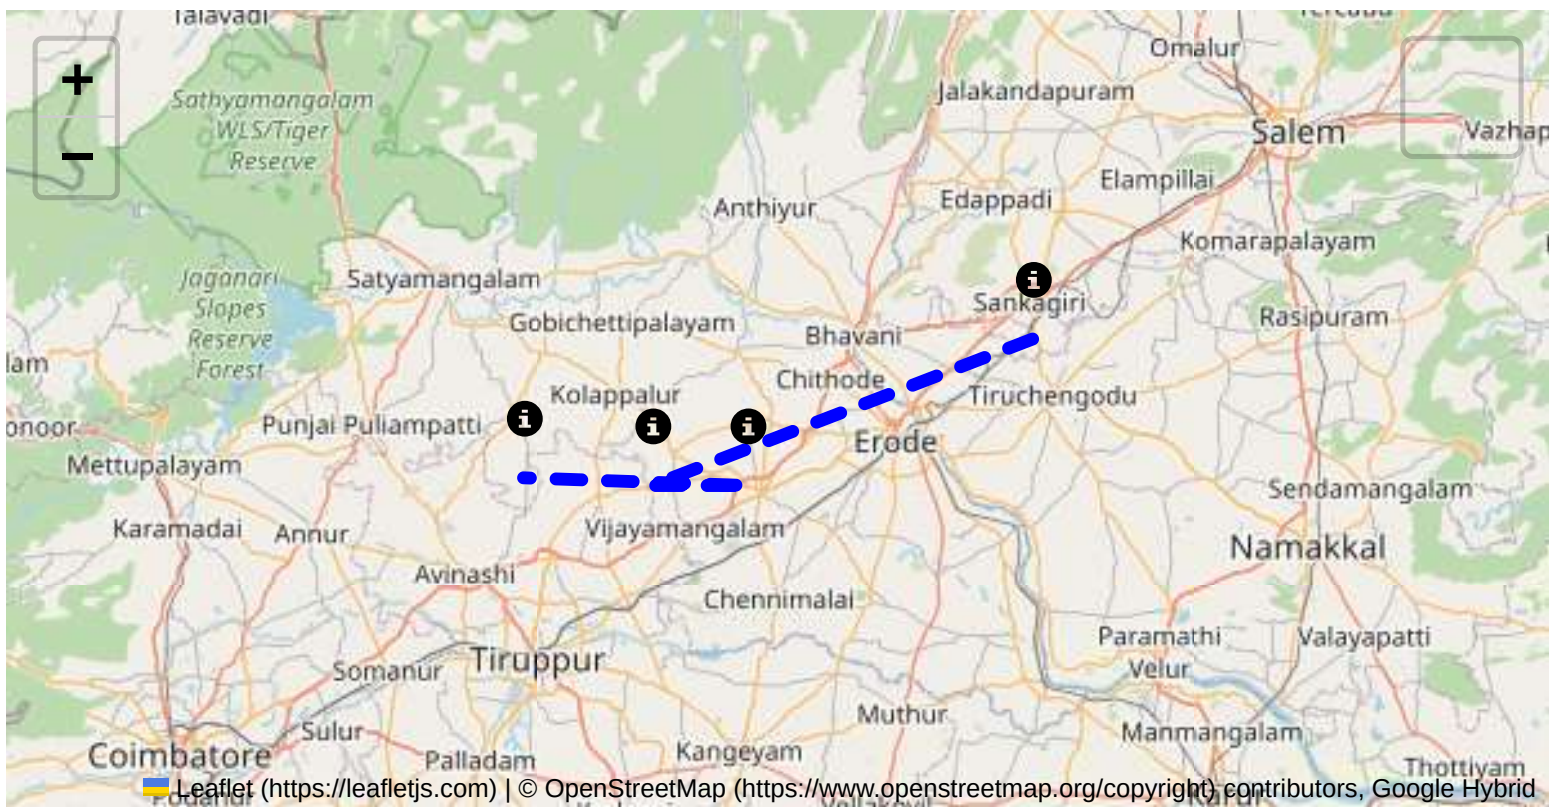 Talavadi
+
−
Sathyamangalam
WLS/Tiger
Reserve
Omalur
Jalakandapuram
Salem
Elampillai
Edappadi
Anthiyur
Komarapalayam
Satyamangalam
Jaganari
Slopes
Reserve
Forest
Sankagiri
Rasipuram
Gobichettipalayam
Bhavani
Chithode
Kolappalur
Tiruchengodu
Punjai Puliampatti
Erode
Mettupalayam
Sendamangalam
Karamadai
Annur
Vijayamangalam
Namakkal
Avinashi
Chennimalai
Paramathi
Velur
Valayapatti
Tiruppur
Somanur
Muthur
Sulur
Manmangalam
Coimbatore
Palladam
Kangeyam
Thottiyam
Karur
Leaflet (https://leafletjs.com) | © OpenStreetMap (https://www.openstreetmap.org/copyright) contributors, Google Hybrid